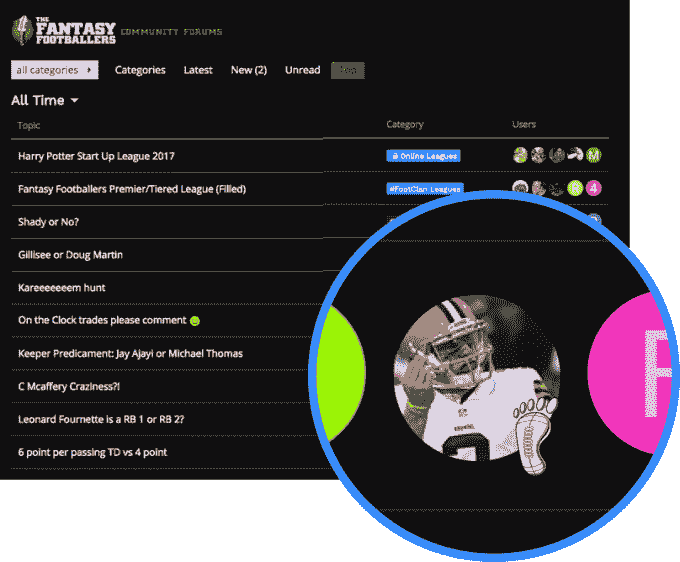 THE
FANTASY
FOOTBALLERS
COMMUNITY FORUMS
all categories
Categories
Latest
New (2)
Unread
Top
All Time
Topic
Category
Users
Harry Potter Start Up League 2017
Online Leagues
Fantasy Footballers Premier/Tiered League (Filled)
#FootClan Leagues
R
4
Shady or No?
Gillisee or Doug Martin
Kareeeeeeem hunt
On the Clock trades please comment
Keeper Predicament: Jay Ajayi or Michael Thomas
C Mcaffery Craziness?!
Leonard Fournette is a RB 1 or RB 2?
6 point per passing TD vs 4 point